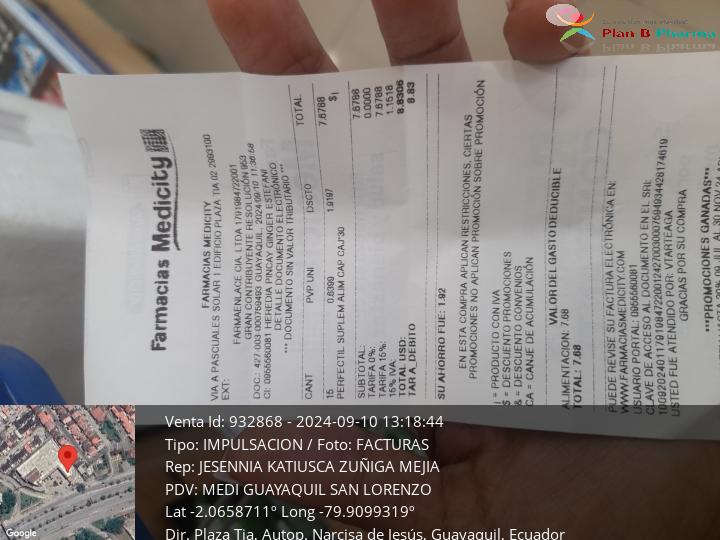 Plan B Pharma
Farmacias Medicity
FARMACIAS MEDICITY
VIA A PASCUALES SOLAR 1 EDIFICIO PLAZA TIA 02 2993100
EXT:
FARMAENLACE CIA. LTDA 1791984722001
GRAN CONTRIBUYENTE RESOLUCIÓN 953
DOC.: 427-003-000759493 GUAYAQUIL, 2024/09/10 11:36:58
CI: 0955560081 HEREDIA PINCAY GINGER ESTEFANI
DETALLE DOCUMENTO ELECTRÓNICO
*** DOCUMENTO SIN VALOR TRIBUTARIO ***
CANT PVP UNI DSCTO TOTAL
15 0.6399 1.9197 7.6788
PERFECTIL SUPLEM ALIM CAP CAJ*30 $|
SUBTOTAL: 7.6788
TARIFA 0%: 0.0000
TARIFA 15%: 7.6788
15% IVA: 1.1518
TOTAL USD: 8.8306
TAR A_DEBITO 8.83
SU AHORRO FUE: 1.92
EN ESTA COMPRA APLICAN RESTRICCIONES, CIERTAS
PROMOCIONES NO APLICAN PROMOCIÓN SOBRE PROMOCIÓN
| = PRODUCTO CON IVA
$ = DESCUENTO PROMOCIONES
& = DESCUENTO CONVENIOS
CA = CANJE DE ACUMULACIÓN
VALOR DEL GASTO DEDUCIBLE
ALIMENTACION: 7.68
TOTAL: 7.68
PUEDE REVISE SU FACTURA ELECTRÓNICA EN:
WWW.FARMACIASMEDICITY.COM
USUARIO PORTAL: 0955560081
CLAVE DE ACCESO AL DOCUMENTO EN EL SRI:
USTED FUE ATENDIDO POR: VTARTEAGA
GRACIAS POR SU COMPRA
***PROMOCIONES GANADAS***
Venta Id: 932868 - 2024-09-10 13:18:44
Tipo: IMPULSACION / Foto: FACTURAS
Rep: JESENNIA KATIUSCA ZUÑIGA MEJIA
PDV: MEDI GUAYAQUIL SAN LORENZO
Lat -2.0658711° Long -79.9099319°
Dir. Plaza Tia, Autop. Narcisa de Jesús, Guayaquil, Ecuador
Google